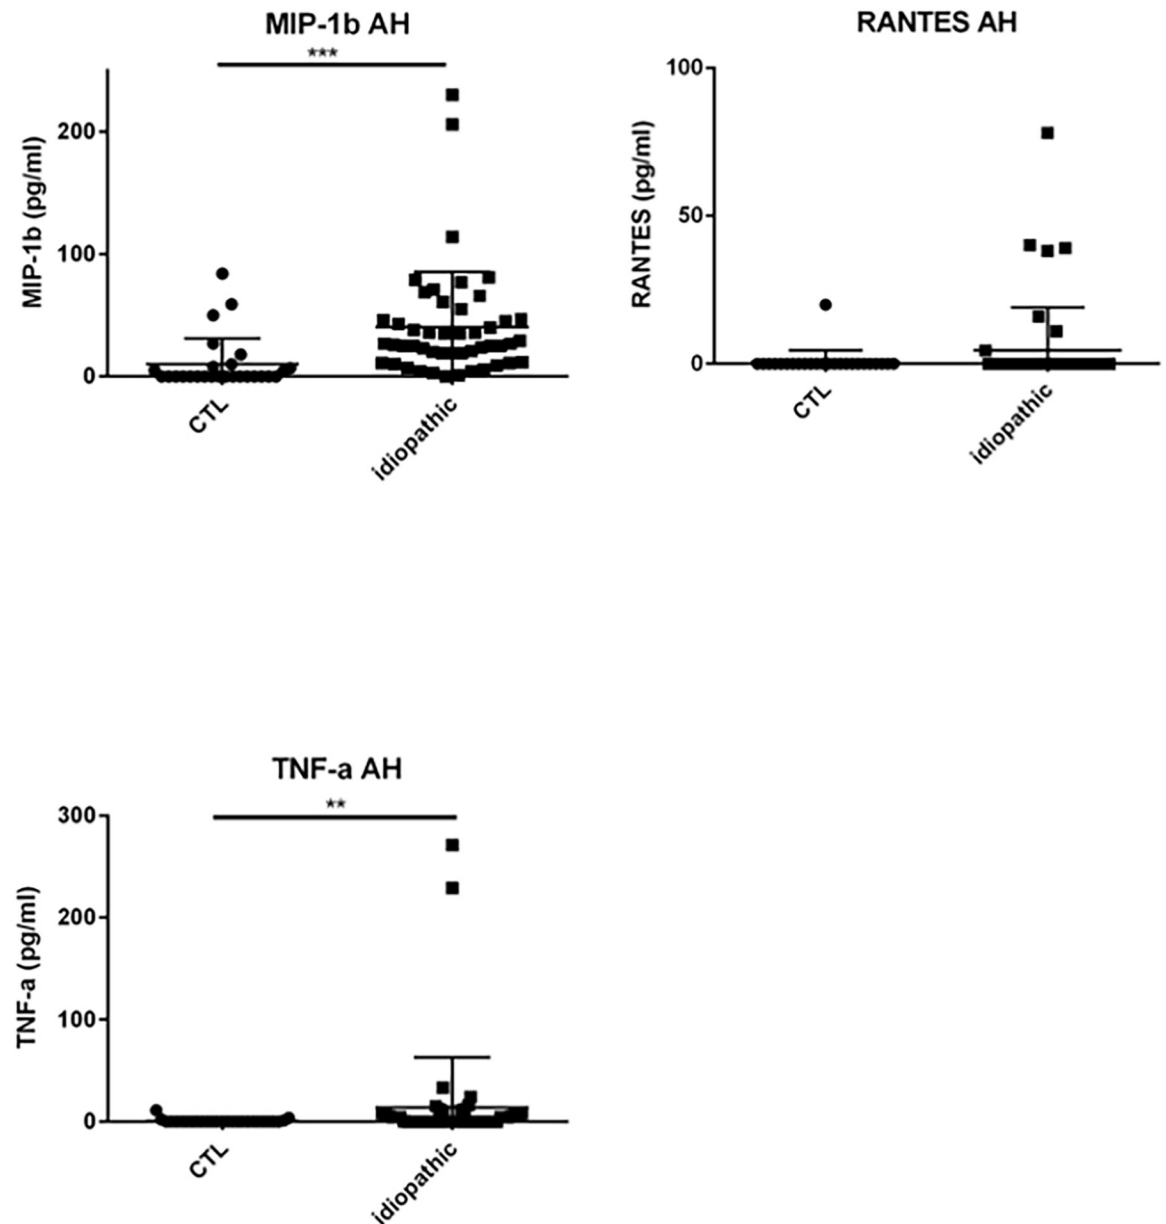 MIP-1b AH
***
MIP-1b (pg/ml)
200
100
0
CTL
idiopathic
RANTES AH
RANTES (pg/ml)
100
50
0
CTL
idiopathic
TNF-a AH
**
TNF-a (pg/ml)
300
200
100
0
CTL
idiopathic